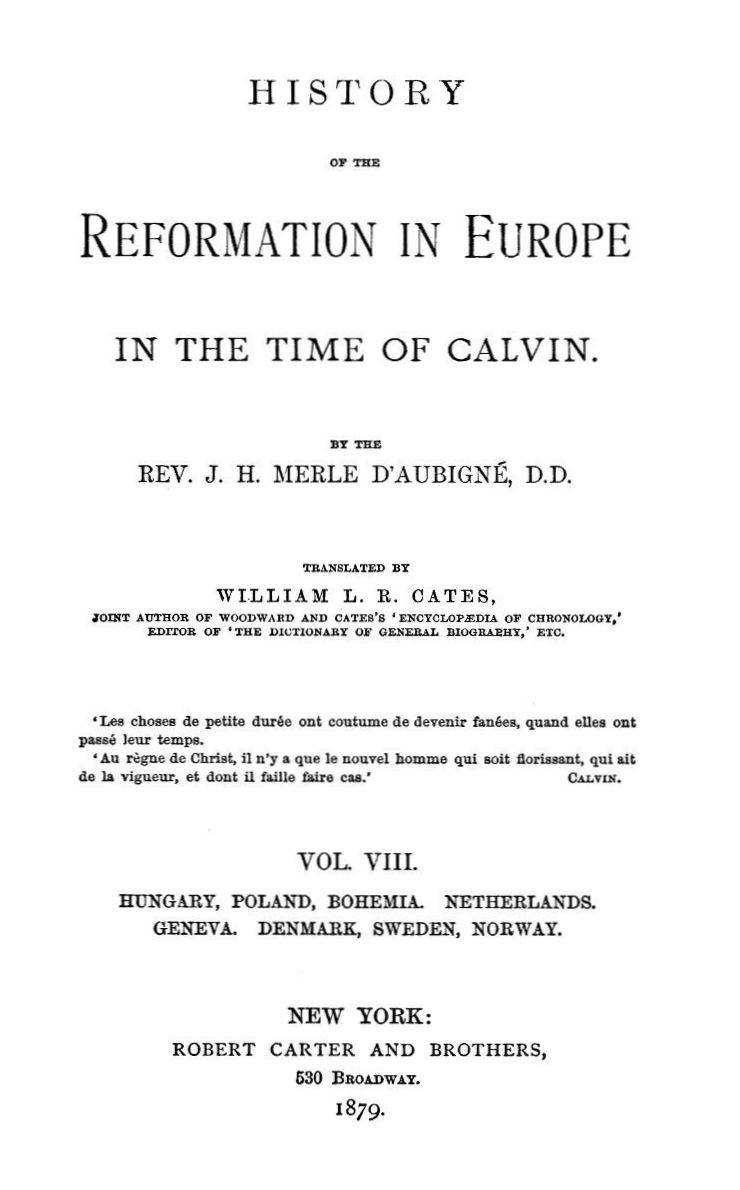 HISTORY
OF THE
REFORMATION IN EUROPE
IN THE TIME OF CALVIN.
BY THE
REV. J. H. MERLE D'AUBIGNÉ, D.D.
TRANSLATED BY
WILLIAM L. R. CATES,
JOINT AUTHOR OF WOODWARD AND CATES'S 'ENCYCLOPÆDIA OF CHRONOLOGY,'
EDITOR OF 'THE DICTIONARY OF GENERAL BIOGRAPHY,' ETC.
'Les choses de petite durée ont coutume de devenir fanées, quand elles ont
passé leur temps.
'Au règne de Christ, il n'y a que le nouvel homme qui soit florissant, qui ait
de la vigueur, et dont il faille faire cas.' CALVIN.
VOL. VIII.
HUNGARY, POLAND, BOHEMIA. NETHERLANDS.
GENEVA. DENMARK, SWEDEN, NORWAY.
NEW YORK:
ROBERT CARTER AND BROTHERS,
530 BROADWAY.
1879.